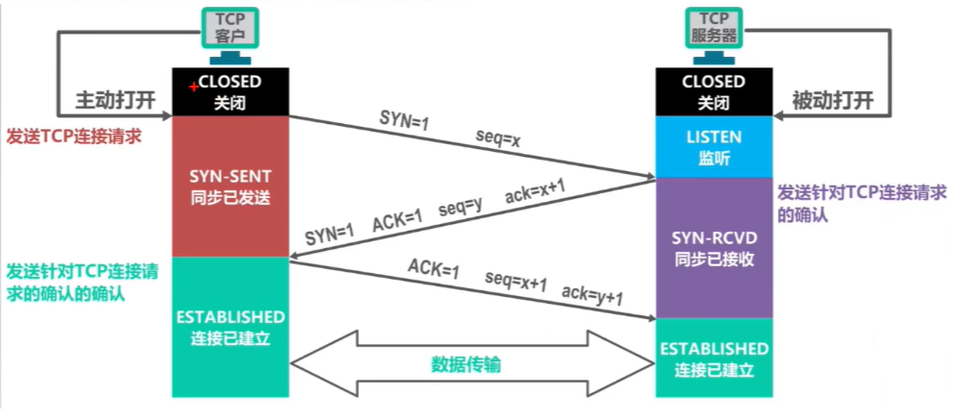 TCP
客户
TCP
服务器
CLOSED
关闭
CLOSED
关闭
主动打开
被动打开
发送TCP连接请求
SYN=1 seq=x
LISTEN
监听
SYN-SENT
同步已发送
发送针对TCP连接请求
的确认
SYN=1 ACK=1 seq=y ack=x+1
SYN-RCVD
同步已接收
发送针对TCP连接请
求的确认的确认
ACK=1 seq=x+1 ack=y+1
ESTABLISHED
连接已建立
ESTABLISHED
连接已建立
数据传输